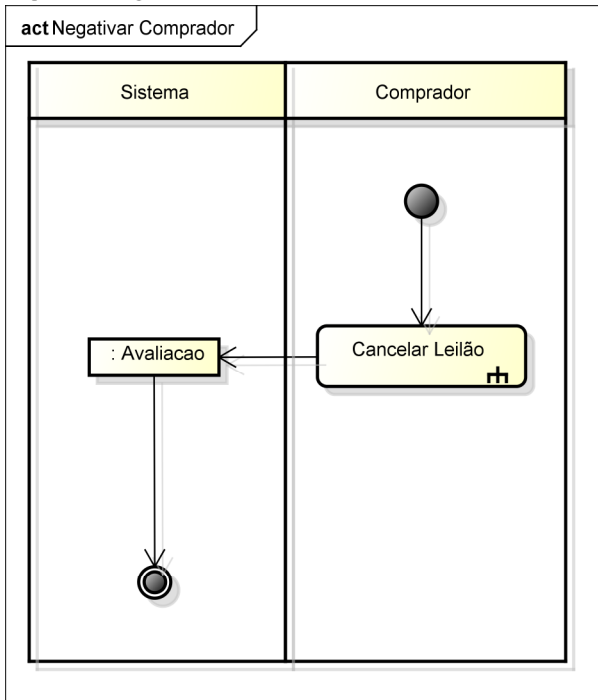 act Negativar Comprador
Sistema
Comprador
Cancelar Leilão
: Avaliacao